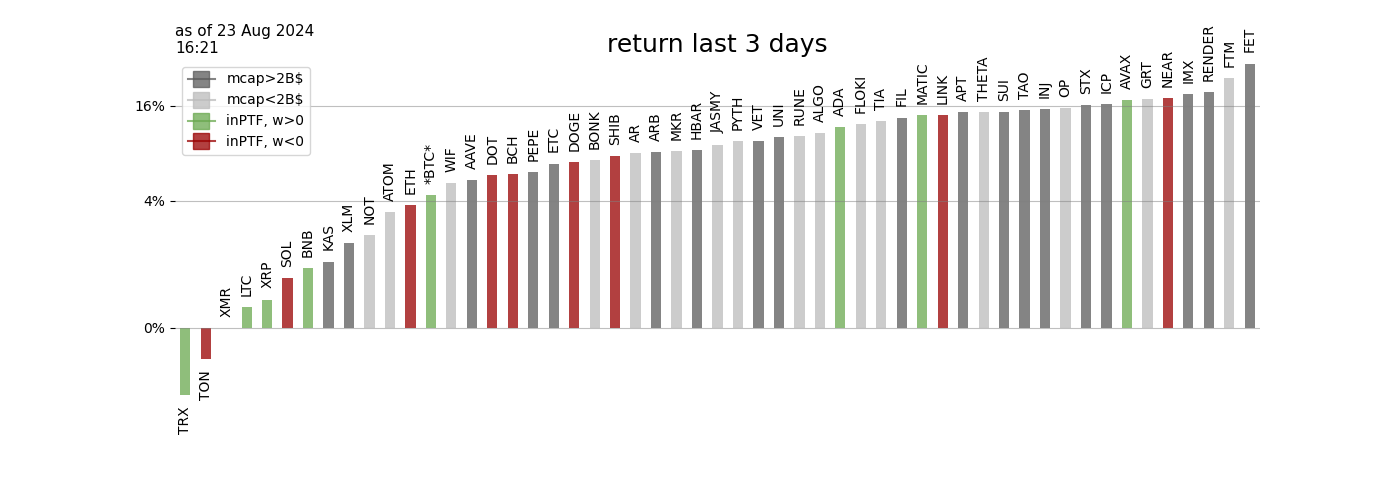 as of 23 Aug 2024
16:21
return last 3 days
mcap>2B$
mcap<2B$
inPTF, w>0
inPTF, w<0
16%
4%
0%
TRX
TON
XMR
LTC
XRP
SOL
BNB
KAS
XLM
NOT
ATOM
ETH
*BTC*
WIF
AAVE
DOT
BCH
PEPE
ETC
DOGE
BONK
SHIB
AR
ARB
MKR
HBAR
JASMY
PYTH
VET
UNI
RUNE
ALGO
ADA
FLOKI
TIA
FIL
MATIC
LINK
APT
THETA
SUI
TAO
INJ
OP
STX
ICP
AVAX
GRT
NEAR
IMX
RENDER
FTM
FET